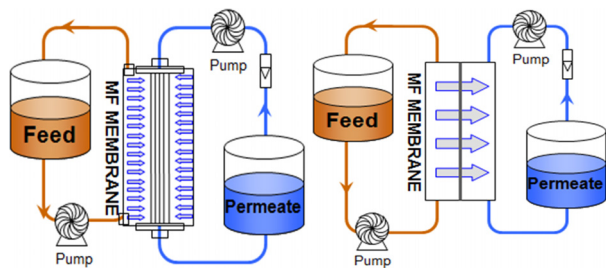 Pump
Feed
MF MEMBRANE
Permeate
Pump
Pump
Feed
MF MEMBRANE
Permeate
Pump